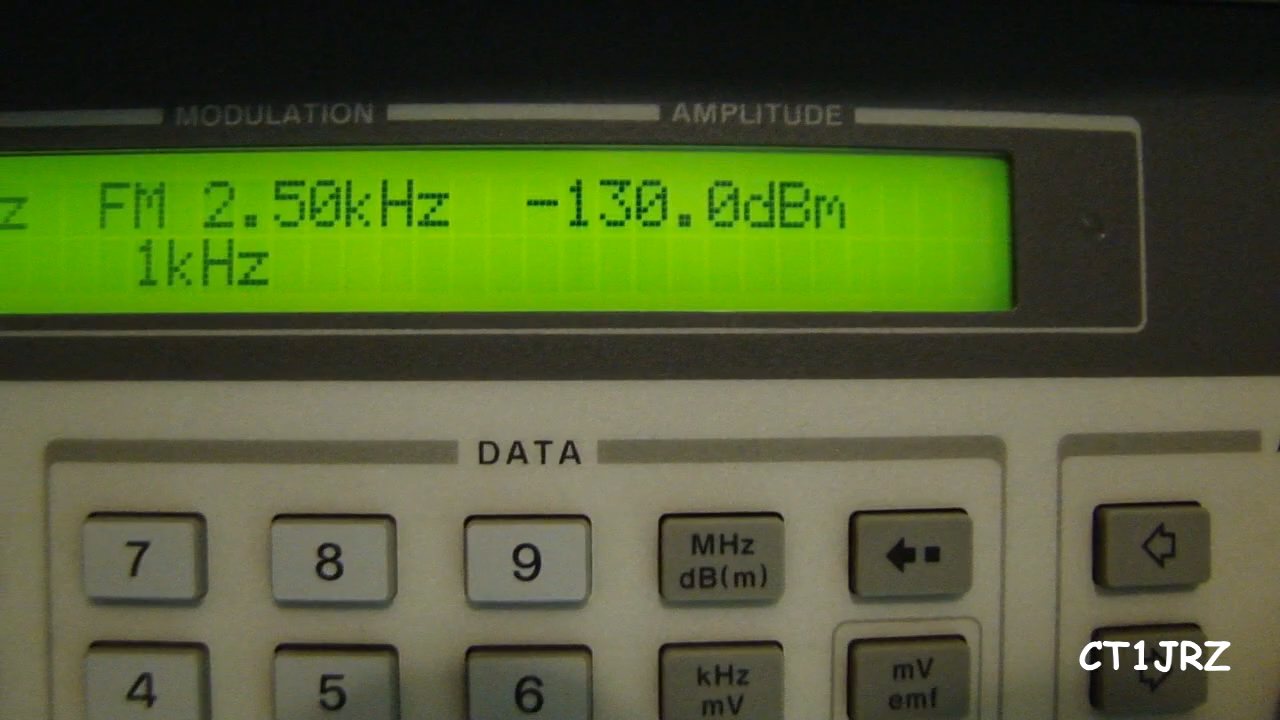 MODULATION AMPLITUDE
z FM 2.50kHz -130.0dBm
1kHz
DATA
7 8 9 MHz
dB(m)
4 5 6 kHz
mV
mV
emf
CT1JRZ